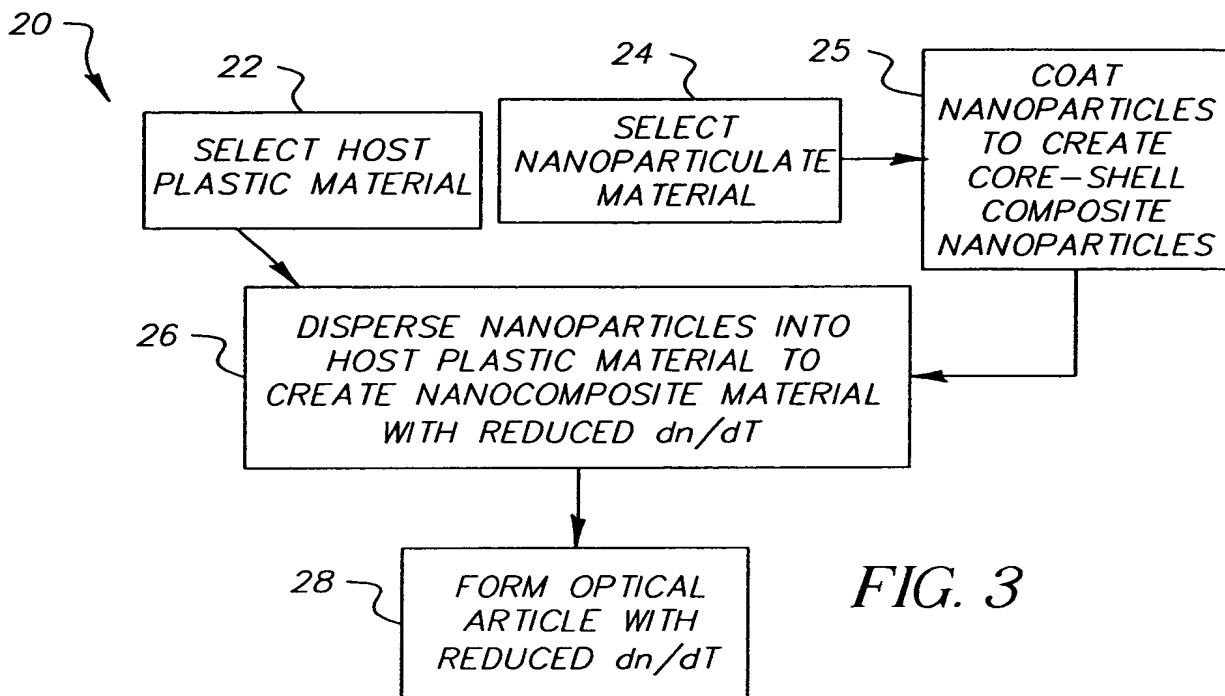 20
22
SELECT HOST
PLASTIC MATERIAL
24
SELECT
NANOPARTICULATE
MATERIAL
25
COAT
NANOPARTICLES
TO CREATE
CORE-SHELL
COMPOSITE
NANOPARTICLES
26
DISPERSE NANOPARTICLES INTO
HOST PLASTIC MATERIAL TO
CREATE NANOCOMPOSITE MATERIAL
WITH REDUCED dn/dT
28
FORM OPTICAL
ARTICLE WITH
REDUCED dn/dT
FIG. 3